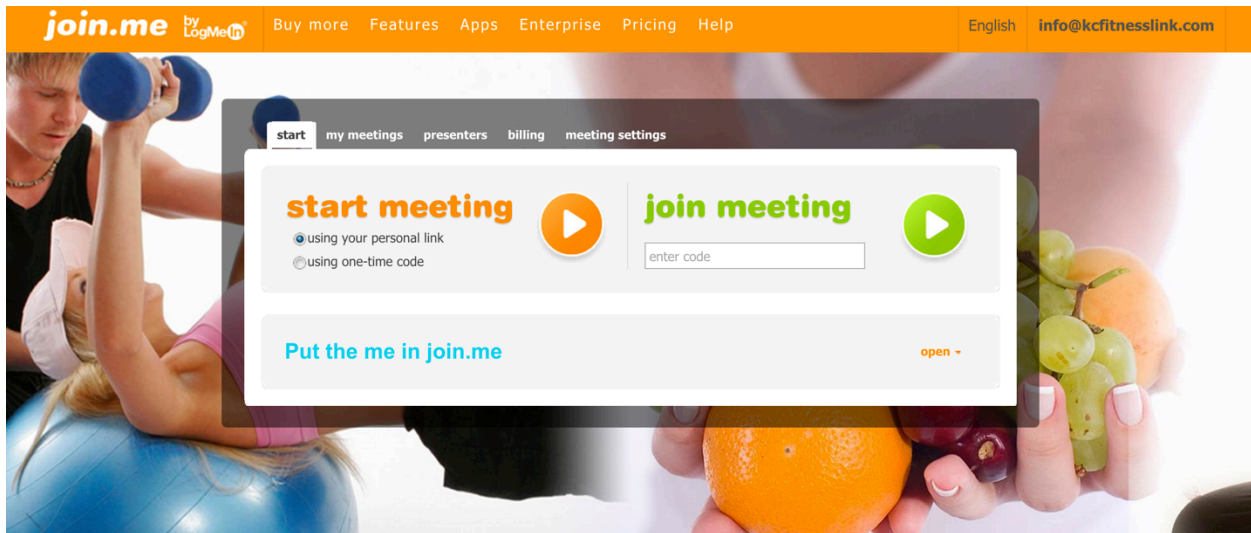 join.me by LogMeIn® Buy more Features Apps Enterprise Pricing Help English info@kcfitnesslink.com
start my meetings presenters billing meeting settings
start meeting
using your personal link
using one-time code
join meeting
enter code
Put the me in join.me open